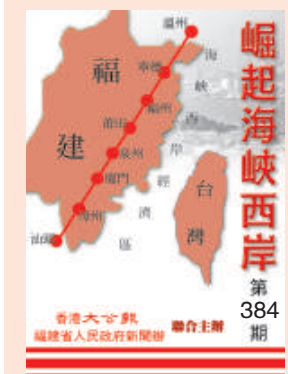 崛起海峽西岸
第
384
期
溫州
寧德
福州
莆田
泉州
廈門
漳州
汕頭
福建
海峽西岸經濟區
台灣
香港大公報
福建省人民政府新聞辦
聯合主辦